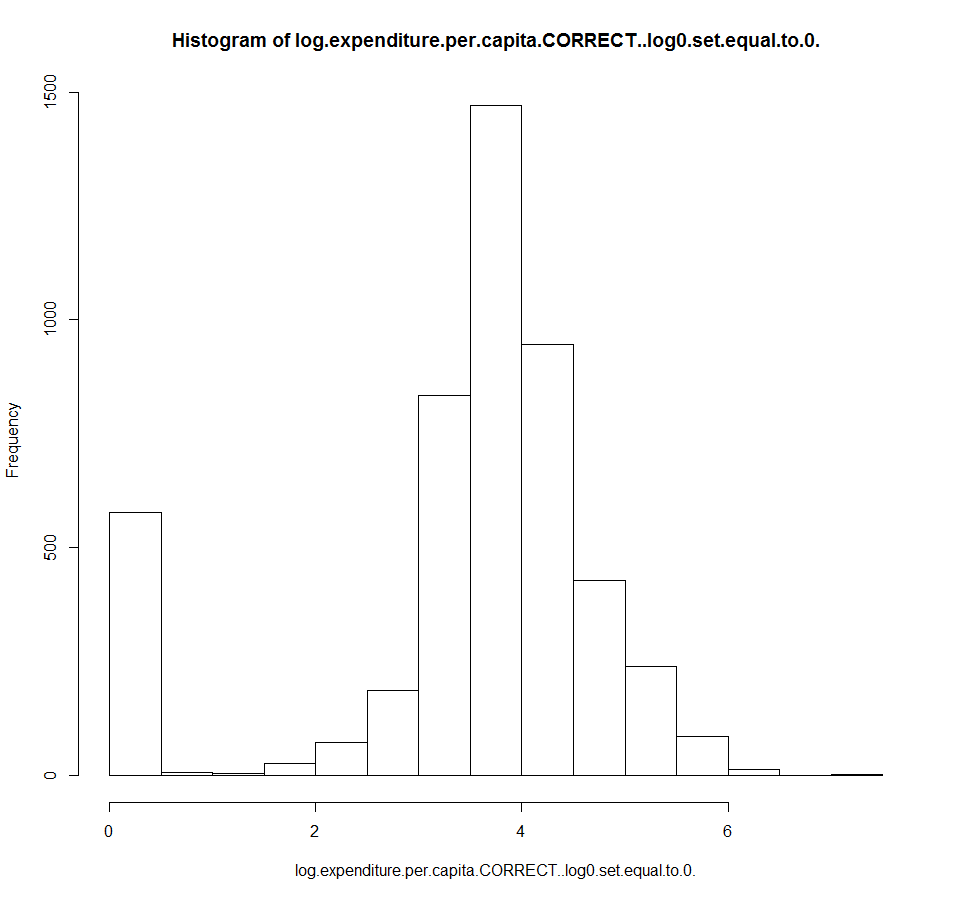 Histogram of log.expenditure.per.capita.CORRECT..log0.set.equal.to.0.
1500
1000
500
0
Frequency
0 2 4 6
log.expenditure.per.capita.CORRECT..log0.set.equal.to.0.